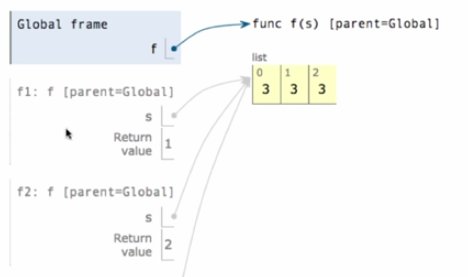 Global frame
f
func f(s) [parent=Global]
list
0 1 2
3 3 3
f1: f [parent=Global]
s
Return
value 1
f2: f [parent=Global]
s
Return
value 2